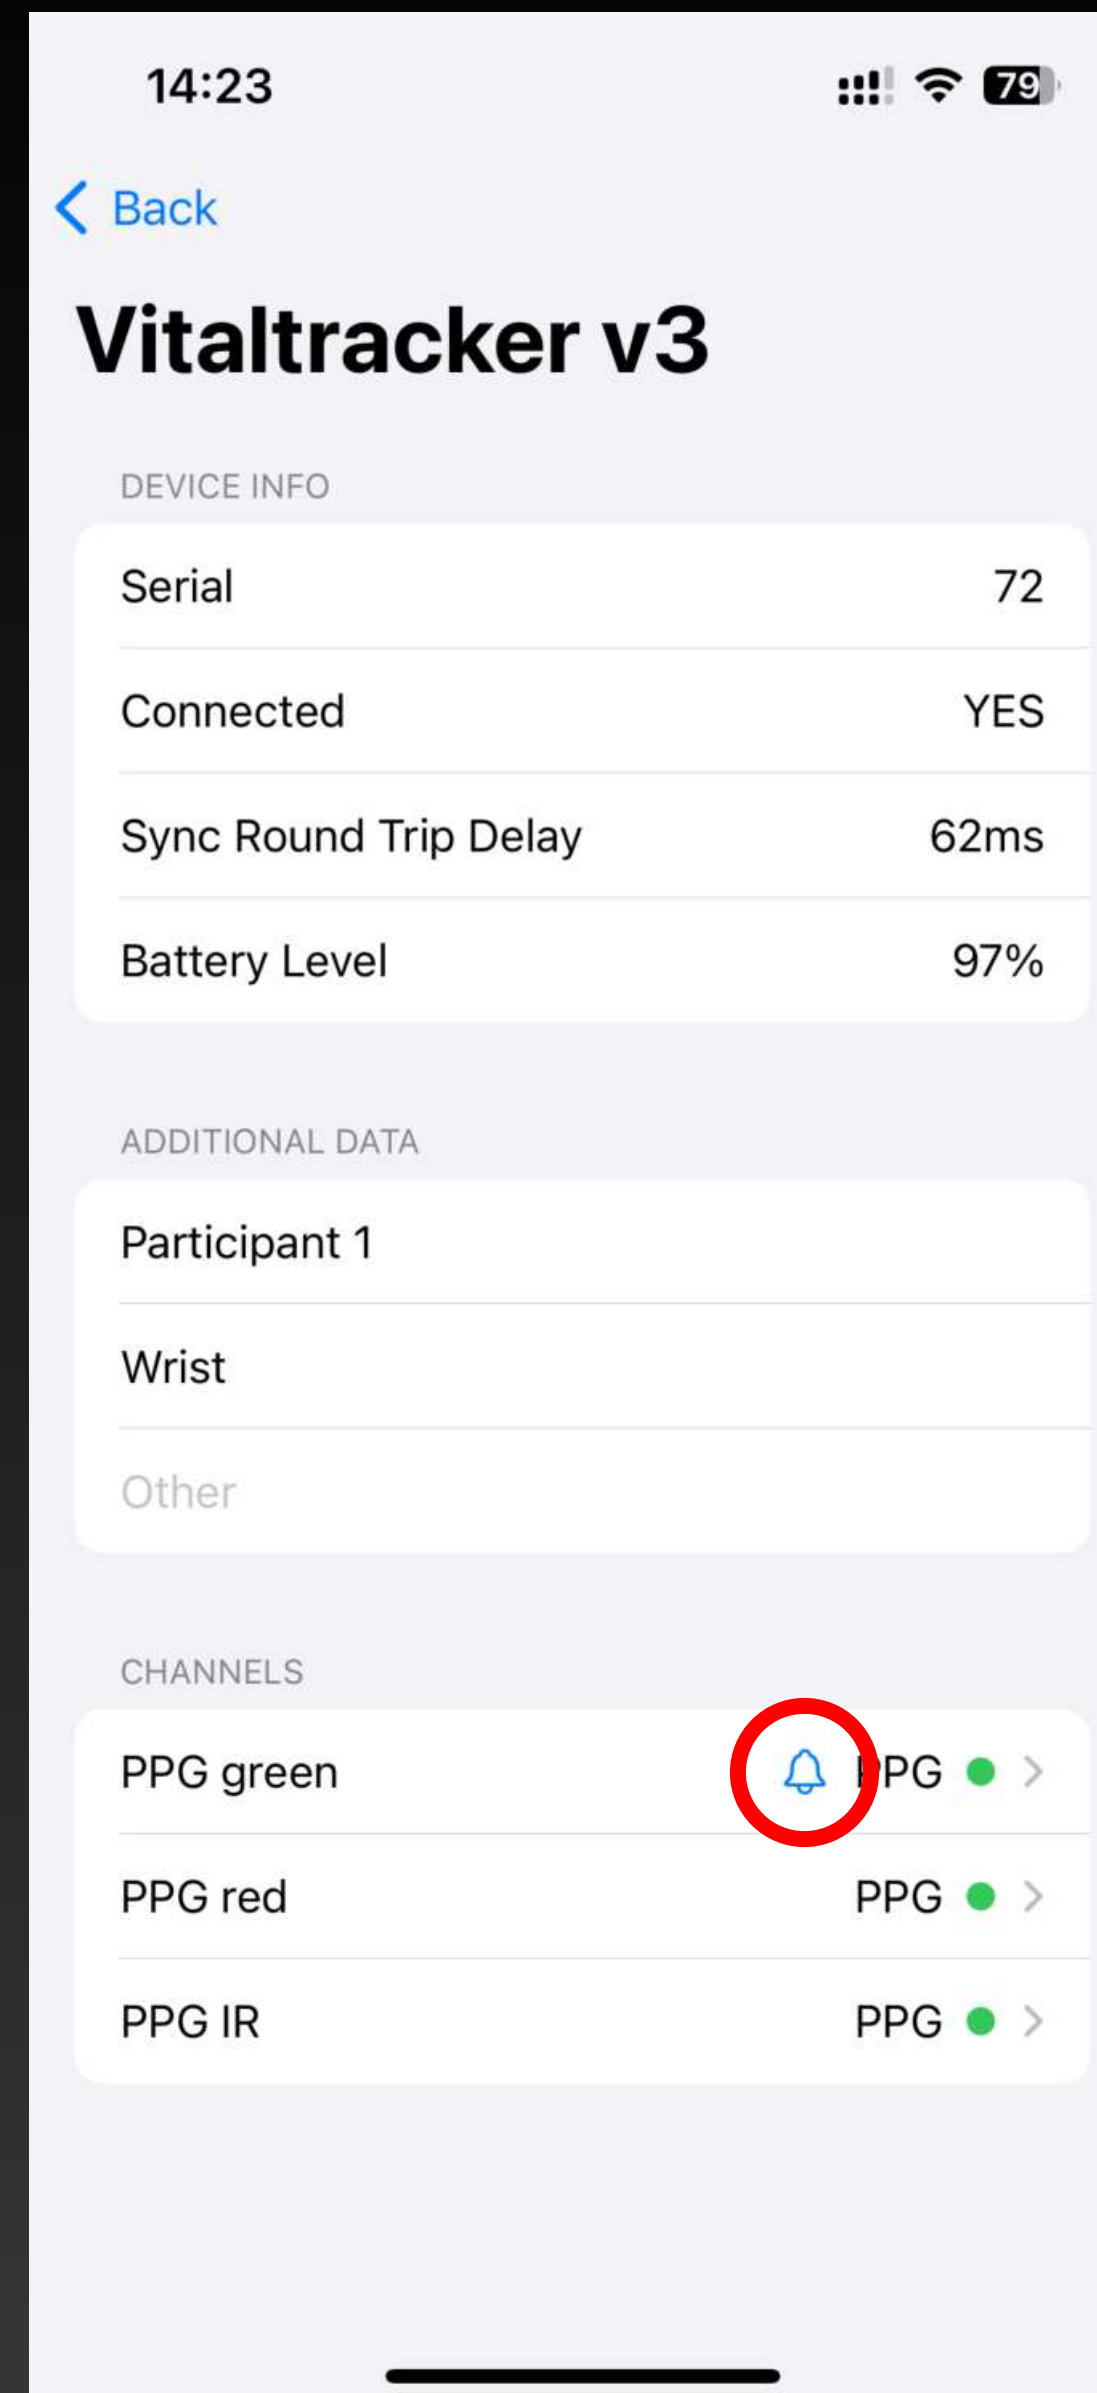 14:23
79
Back
Vitaltracker v3
DEVICE INFO
Serial 72
Connected YES
Sync Round Trip Delay 62ms
Battery Level 97%
ADDITIONAL DATA
Participant 1
Wrist
Other
CHANNELS
PPG green PPG
PPG red PPG
PPG IR PPG